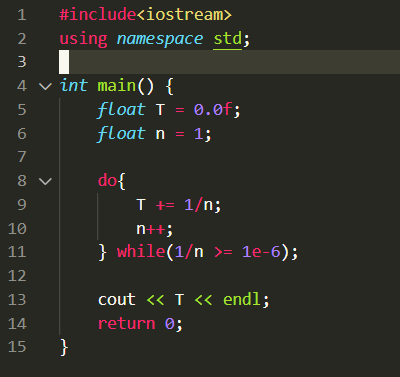 1 #include<iostream>
2 using namespace std;
3
4 int main() {
5     float T = 0.0f;
6     float n = 1;
7
8     do{
9         T += 1/n;
10         n++;
11     } while(1/n >= 1e-6);
12
13     cout << T << endl;
14     return 0;
15 }